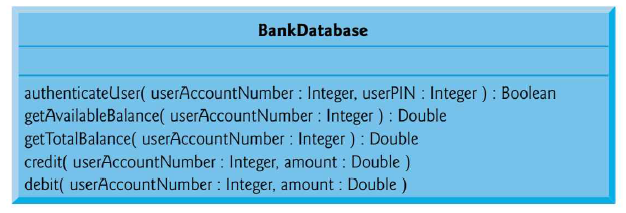 BankDatabase
authenticateUser( userAccountNumber : Integer, userPIN : Integer ) : Boolean
getAvailableBalance( userAccountNumber : Integer ) : Double
getTotalBalance( userAccountNumber : Integer ) : Double
credit( userAccountNumber : Integer, amount : Double )
debit( userAccountNumber : Integer, amount : Double )